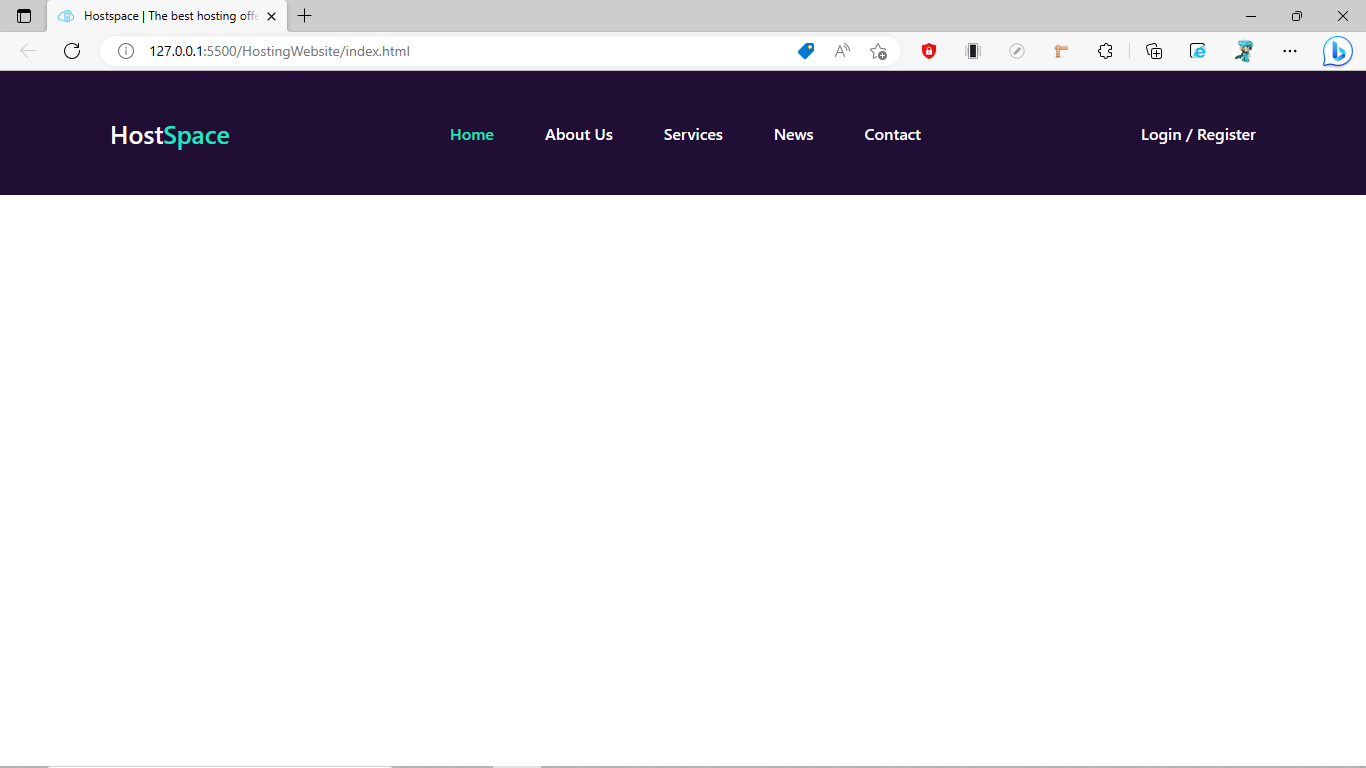 Hostspace | The best hosting offe
127.0.0.1:5500/HostingWebsite/index.html
HostSpace Home About Us Services News Contact Login / Register